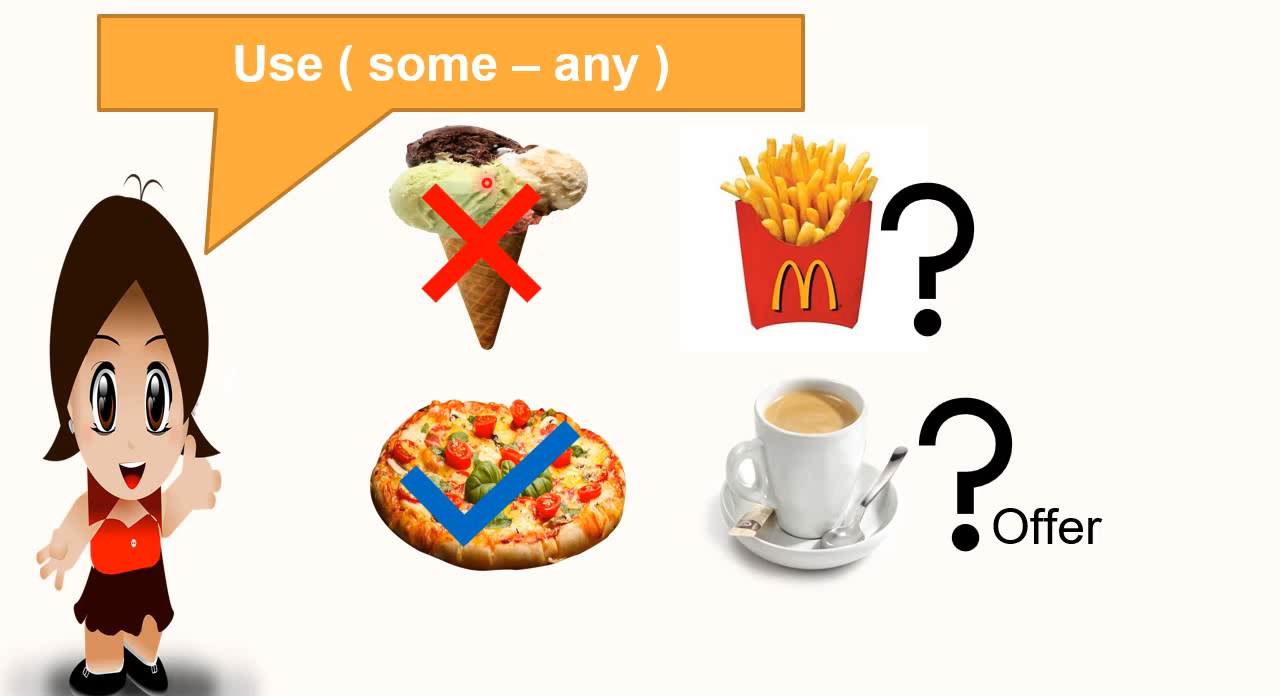 Use ( some – any )
Offer